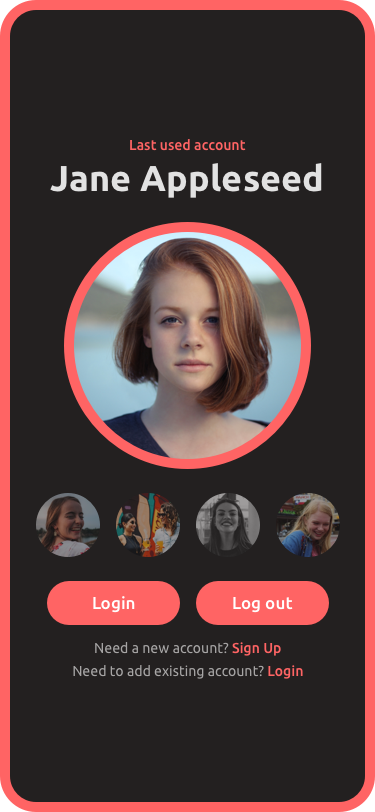 Last used account
Jane Appleseed
Login
Log out
Need a new account? Sign Up
Need to add existing account? Login